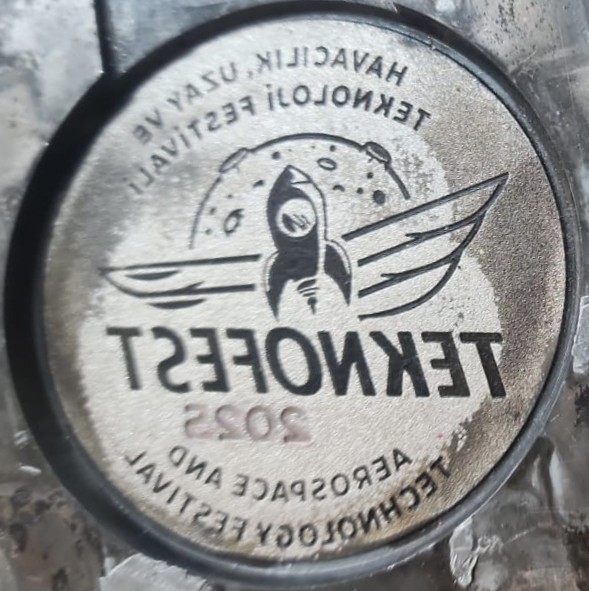 HAVACILIK, UZAY VE
TEKNOLOJİ FESTİVALİ
TEKNOFEST
2025
AEROSPACE AND
TECHNOLOGY FESTIVAL